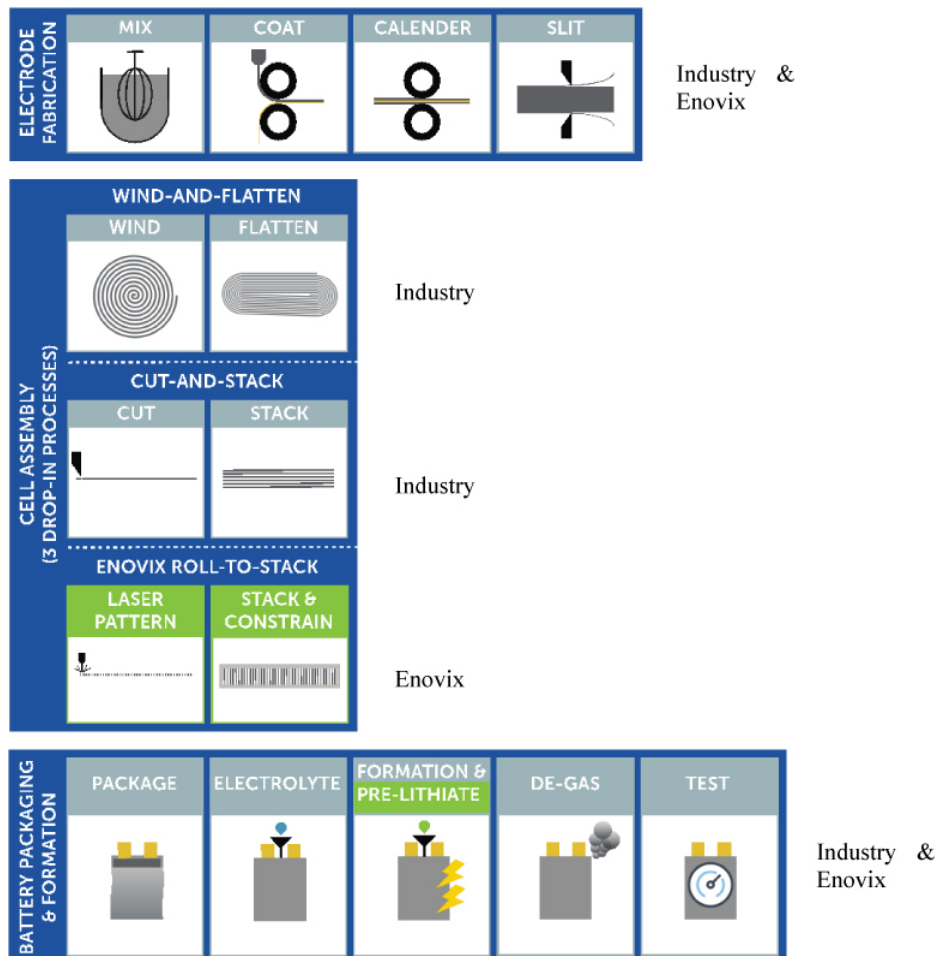 ELECTRODE
FABRICATION
MIX
COAT
CALENDER
SLIT
Industry &
Enovix
CELL ASSEMBLY
(3 DROP-IN PROCESSES)
WIND-AND-FLATTEN
WIND
FLATTEN
Industry
CUT-AND-STACK
CUT
STACK
Industry
ENOVIX ROLL-TO-STACK
LASER
PATTERN
STACK &
CONSTRAIN
Enovix
BATTERY PACKAGING
& FORMATION
PACKAGE
ELECTROLYTE
FORMATION &
PRE-LITHIATE
DE-GAS
TEST
Industry &
Enovix